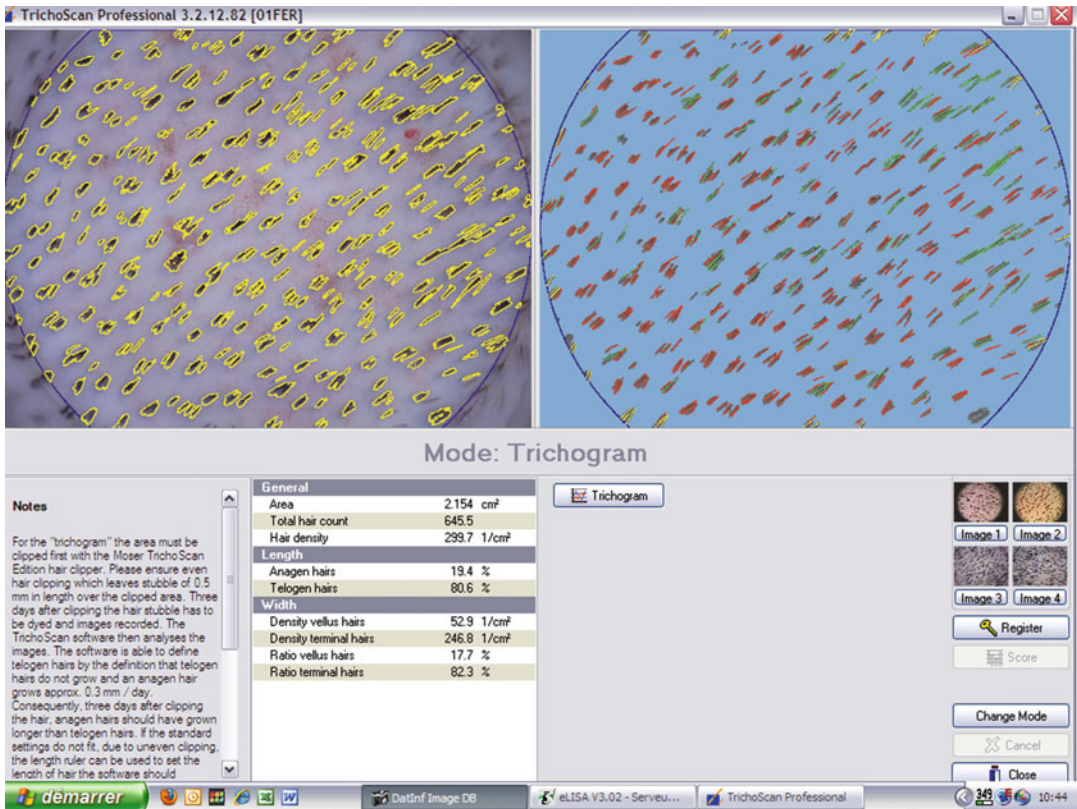 TrichoScan Professional 3.2.12.82 [01FER]
Mode: Trichogram
Notes
For the "trichogram" the area must be
clipped first with the Moser TrichoScan
Edition hair clipper. Please ensure even
hair clipping which leaves stubble of 0.5
mm in length over the clipped area. Three
days after clipping the hair stubble has to
be dyed and images recorded. The
TrichoScan software then analyses the
images. The software is able to define
telogen hairs by the definition that telogen
hairs do not grow and an anagen hair
grows approx. 0.3 mm / day.
Consequently, three days after clipping
the hair, anagen hairs should have grown
longer than telogen hairs. If the standard
settings do not fit, due to uneven clipping,
the length ruler can be used to set the
length of hair the software should
General
Area 2.154 cm²
Total hair count 645.5
Hair density 299.7 1/cm²
Length
Anagen hairs 19.4 %
Telogen hairs 80.6 %
Width
Density vellus hairs 52.9 1/cm²
Density terminal hairs 246.8 1/cm²
Ratio vellus hairs 17.7 %
Ratio terminal hairs 82.3 %
Trichogram
Image 1 Image 2
Image 3 Image 4
Register
Score
Change Mode
Cancel
Close
démarrer
DatInf Image DB
eLISA V3.02 - Serveu...
TrichoScan Professional
349
10:44